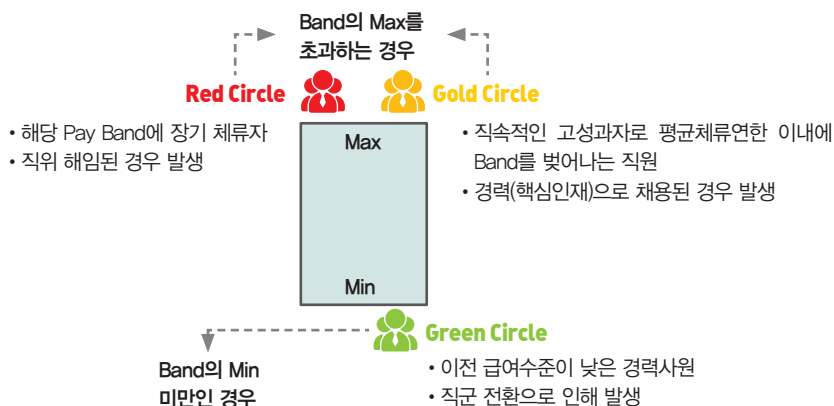 Band의 Max를
초과하는 경우
Red Circle
Gold Circle
• 해당 Pay Band에 장기 체류자
• 직위 해임된 경우 발생
Max
• 직속적인 고성과자로 평균체류연한 이내에
Band를 벗어나는 직원
• 경력(핵심인재)으로 채용된 경우 발생
Min
Green Circle
Band의 Min
미만인 경우
• 이전 급여수준이 낮은 경력사원
• 직군 전환으로 인해 발생